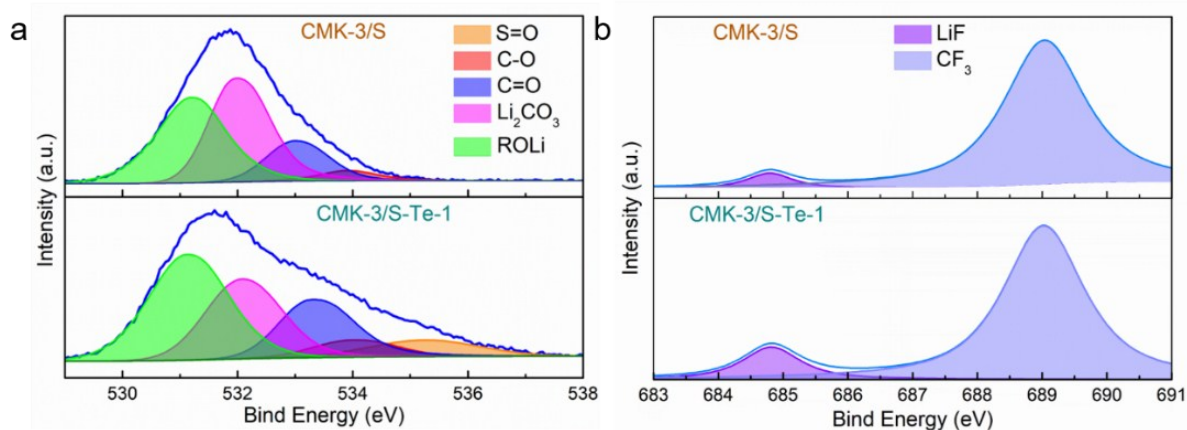 a
CMK-3/S
S=O
C-O
C=O
Li₂CO₃
ROLi
Intensity (a.u.)
CMK-3/S-Te-1
530 532 534 536 538
Bind Energy (eV)
b
CMK-3/S
LiF
CF₃
Intensity (a.u.)
CMK-3/S-Te-1
683 684 685 686 687 688 689 690 691
Bind Energy (eV)